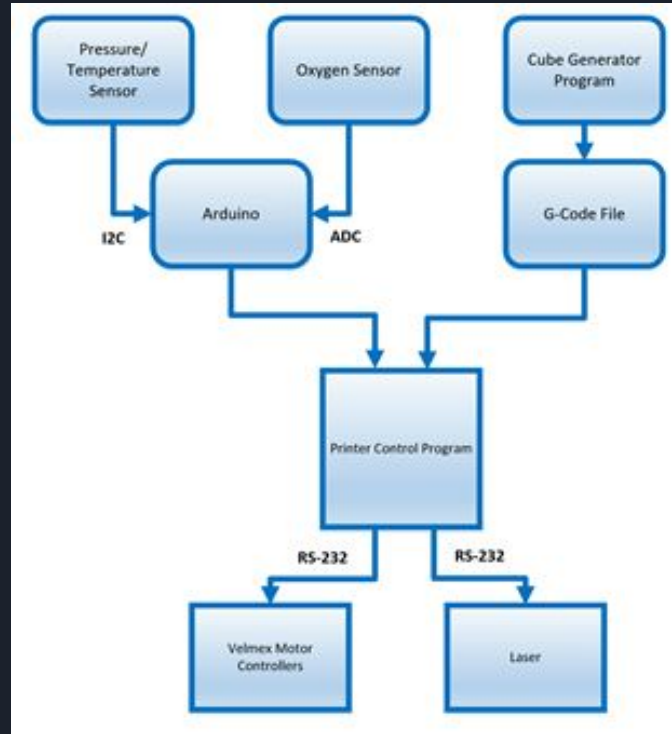 Pressure/
Temperature
Sensor
Oxygen Sensor
Cube Generator
Program
Arduino
G-Code File
I2C
ADC
Printer Control Program
RS-232
RS-232
Velmex Motor
Controllers
Laser